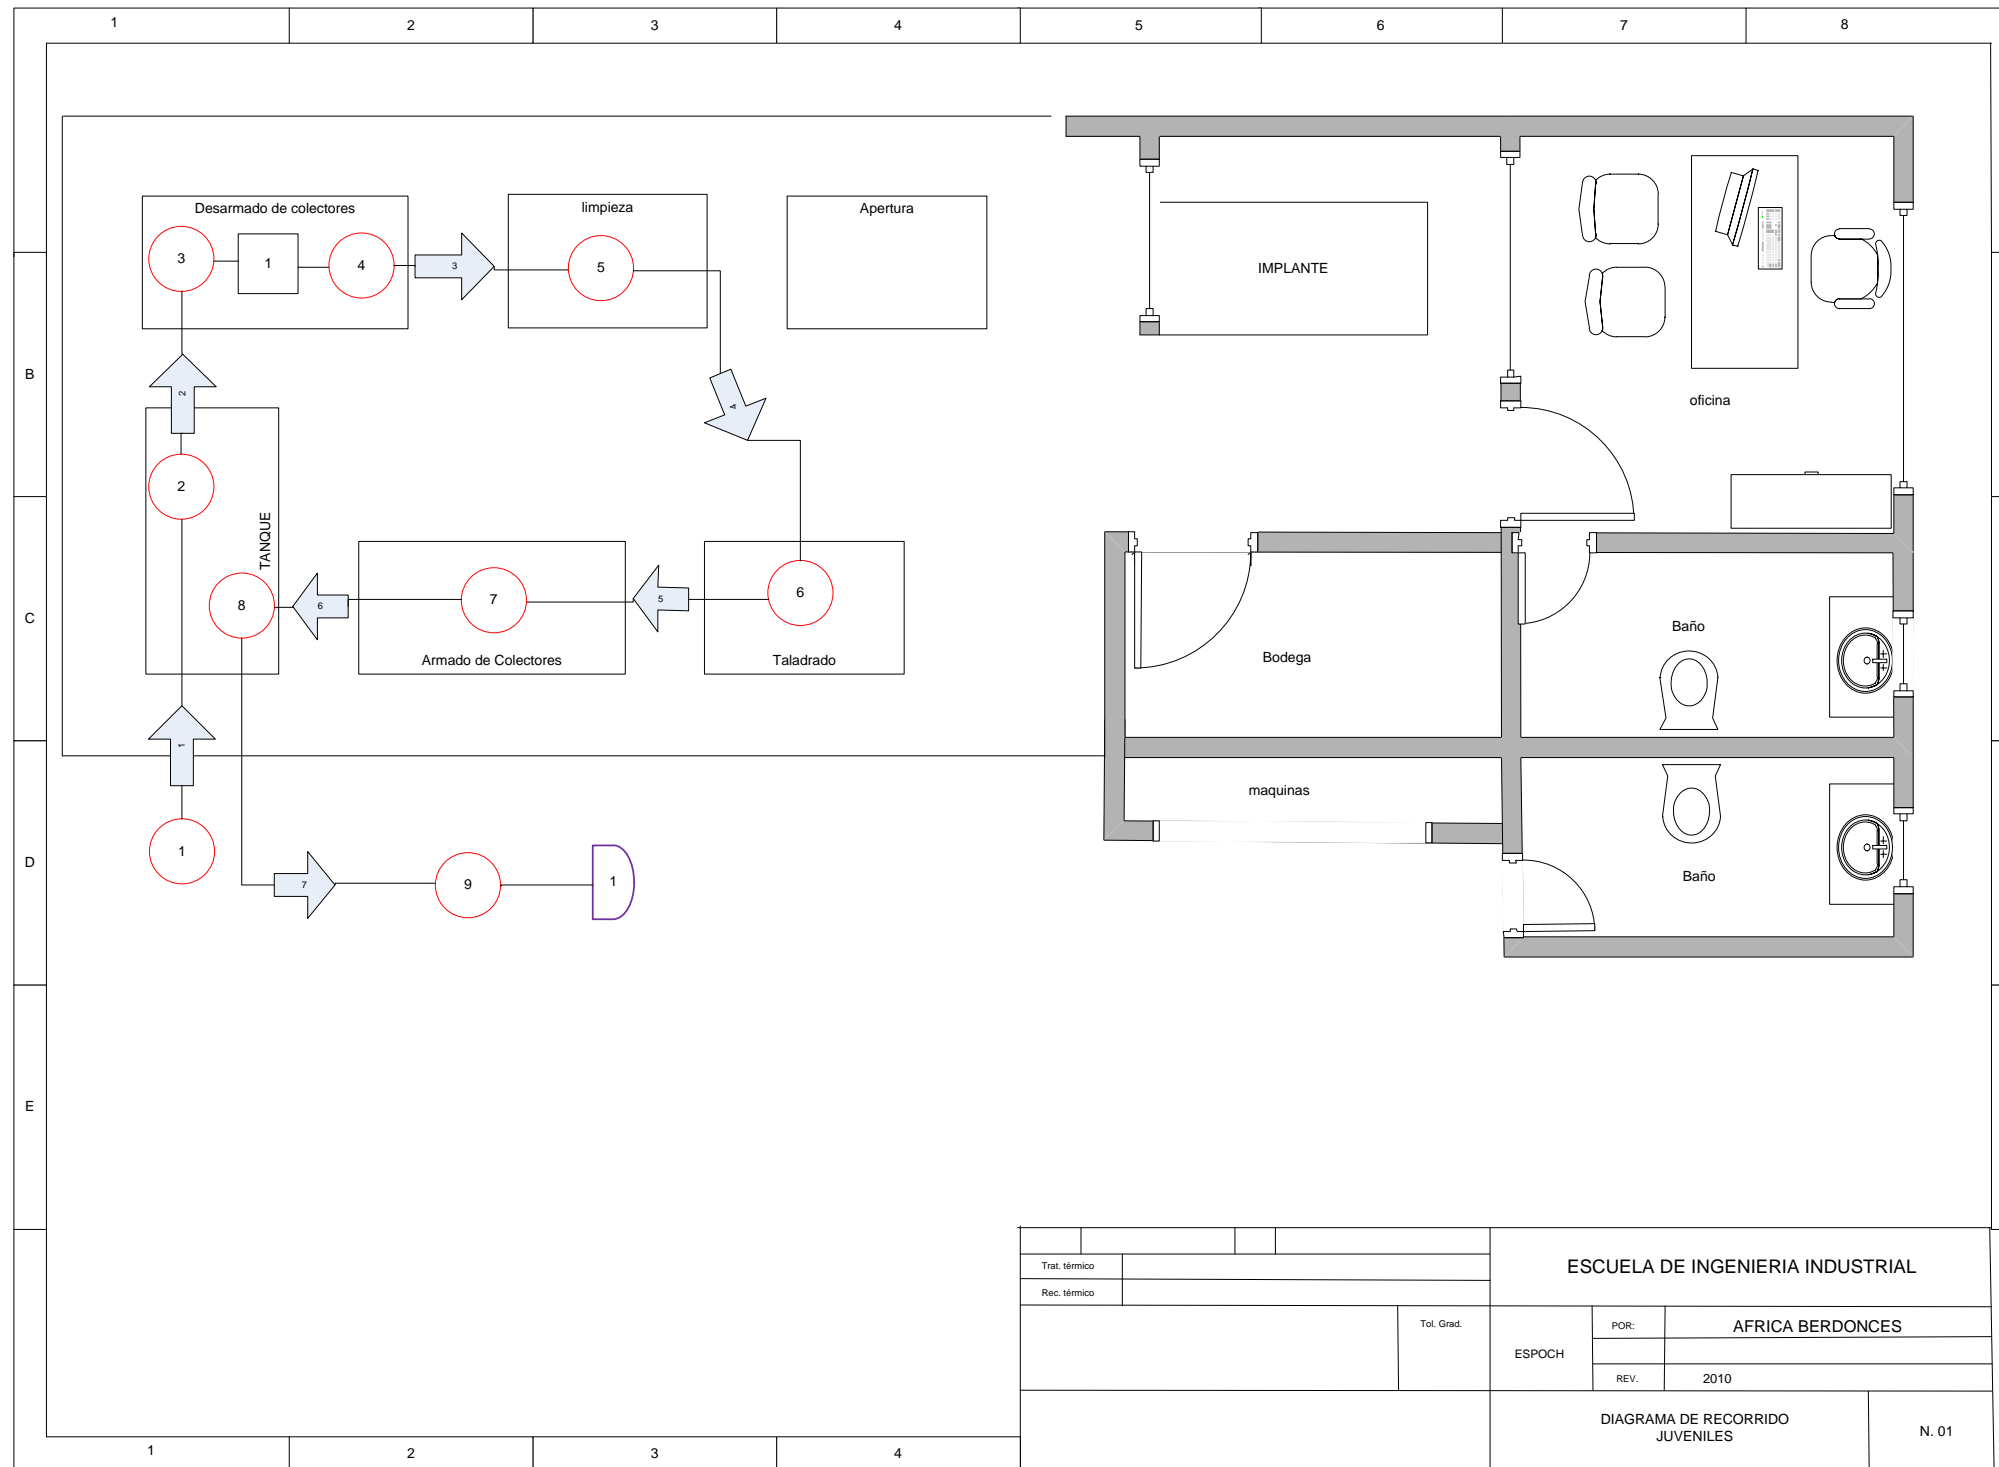 1 2 3 4 5 6 7 8
Desarmado de colectores
limpieza
Apertura
3
1
4
3
5
IMPLANTE
B
2
4
oficina
2
TANQUE
C
8
6
7
5
6
Armado de Colectores
Taladrado
Bodega
Baño
1
maquinas
D
1
7
9
1
Baño
E
Trat. térmico
Rec. térmico
Tol. Grad.
ESCUELA DE INGENIERIA INDUSTRIAL
ESPOCH
POR:
AFRICA BERDONCES
REV.
2010
DIAGRAMA DE RECORRIDO
JUVENILES
N. 01
1 2 3 4